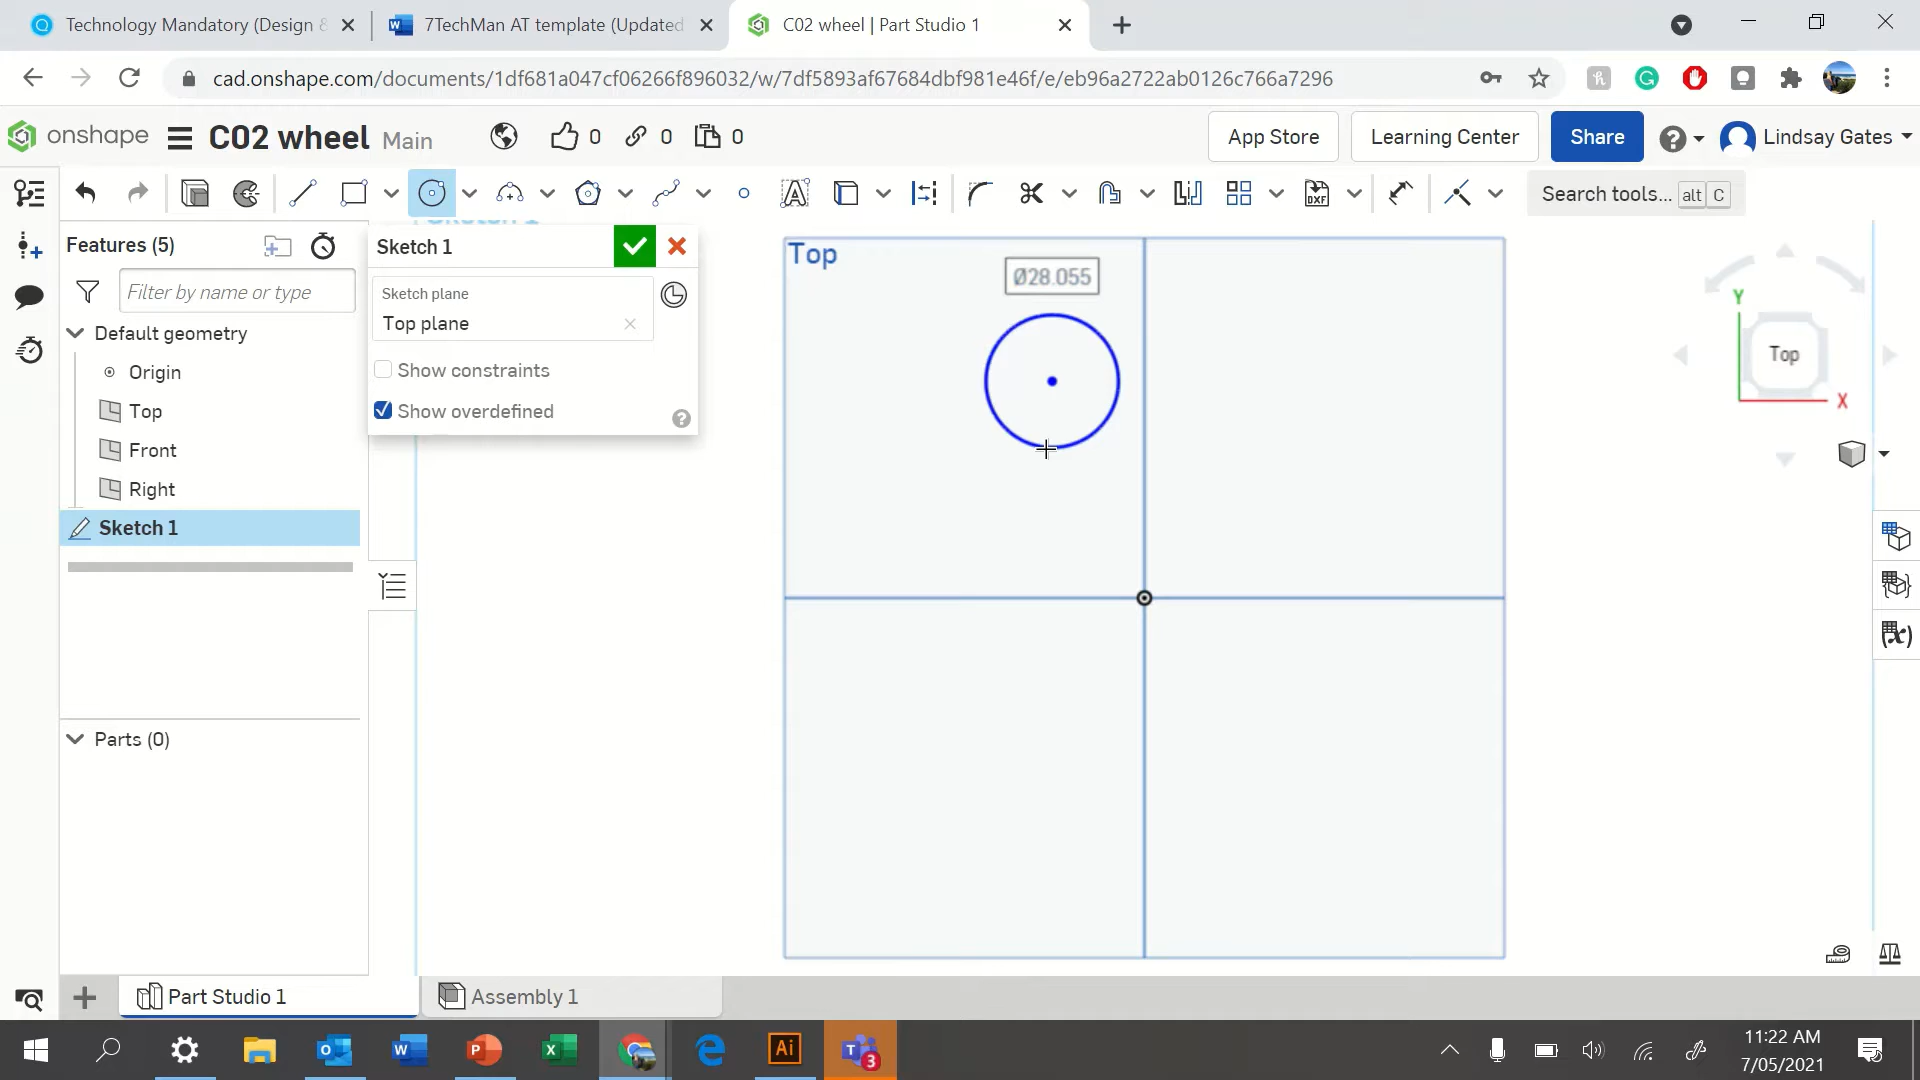 Technology Mandatory (Design &
7TechMan AT template (Updated
C02 wheel | Part Studio 1
cad.onshape.com/documents/1df681a047cf06266f896032/w/7df5893af67684dbf981e46f/e/eb96a2722ab0126c766a7296
onshape
C02 wheel Main
0
0
0
App Store
Learning Center
Share
Lindsay Gates
Search tools... alt C
Features (5)
Filter by name or type
Default geometry
Origin
Top
Front
Right
Sketch 1
Parts (0)
Sketch 1
Sketch plane
Top plane
Show constraints
Show overdefined
Sketch 1
Top
Ø28.055
Y
Top
X
Part Studio 1
Assembly 1
3
11:22 AM
7/05/2021